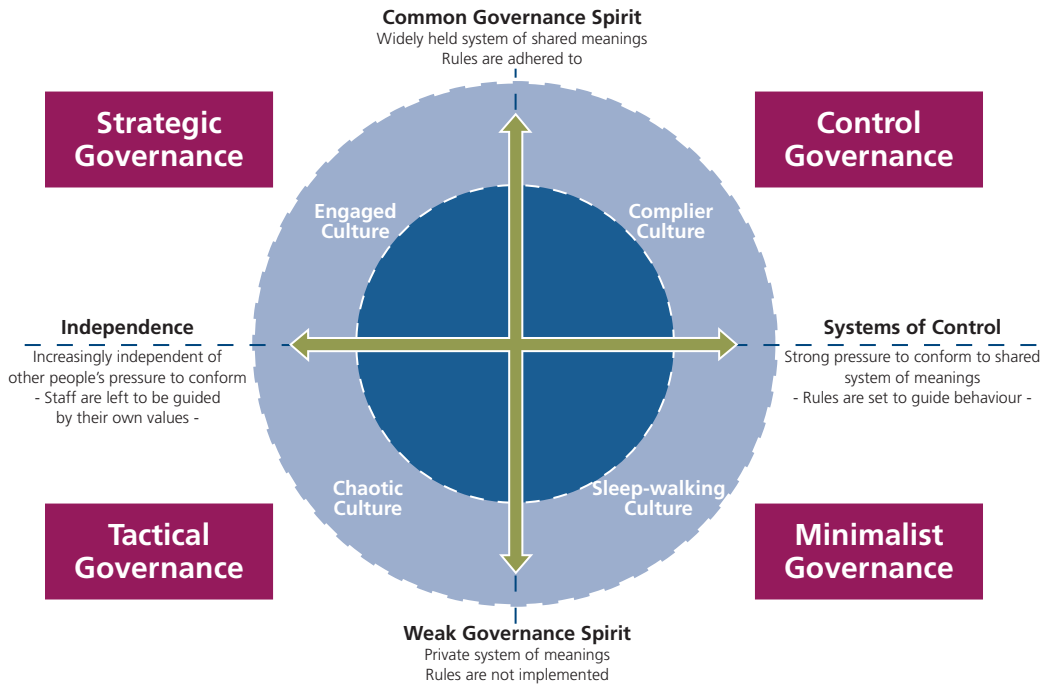 Common Governance Spirit
Widely held system of shared meanings
Rules are adhered to
Strategic
Governance
Control
Governance
Engaged
Culture
Complier
Culture
Independence
Increasingly independent of
other people's pressure to conform
- Staff are left to be guided
by their own values -
Systems of Control
Strong pressure to conform to shared
system of meanings
- Rules are set to guide behaviour -
Chaotic
Culture
Sleep-walking
Culture
Tactical
Governance
Minimalist
Governance
Weak Governance Spirit
Private system of meanings
Rules are not implemented